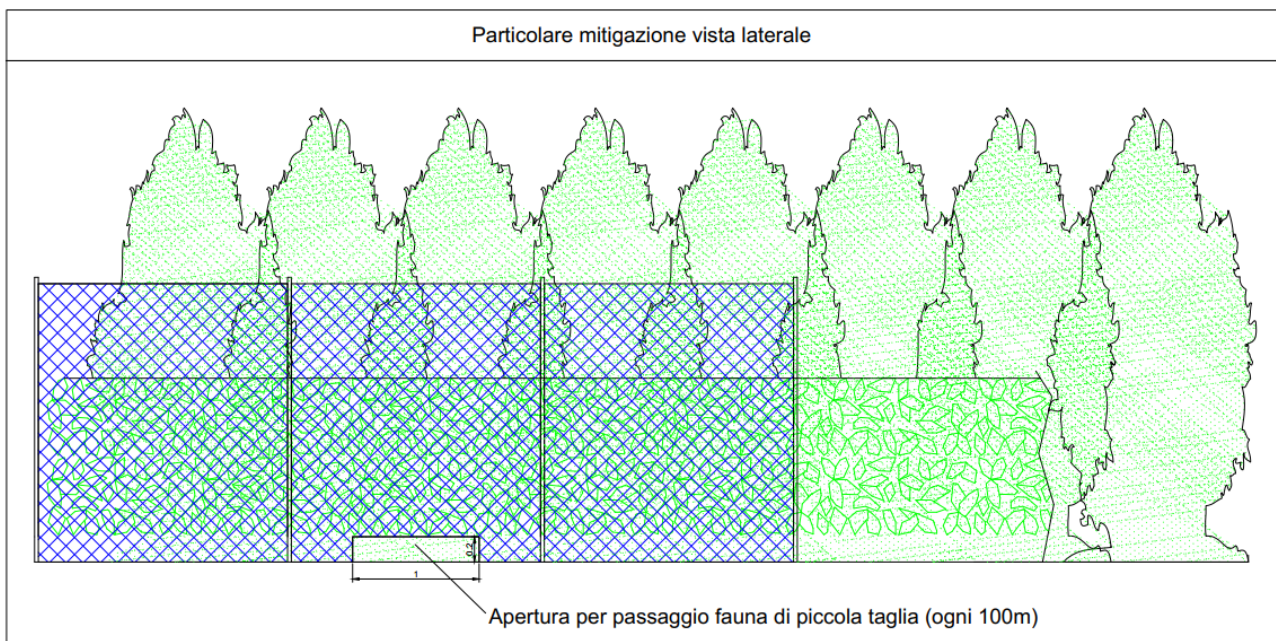 Particolare mitigazione vista laterale
0.2
1
Apertura per passaggio fauna di piccola taglia (ogni 100m)